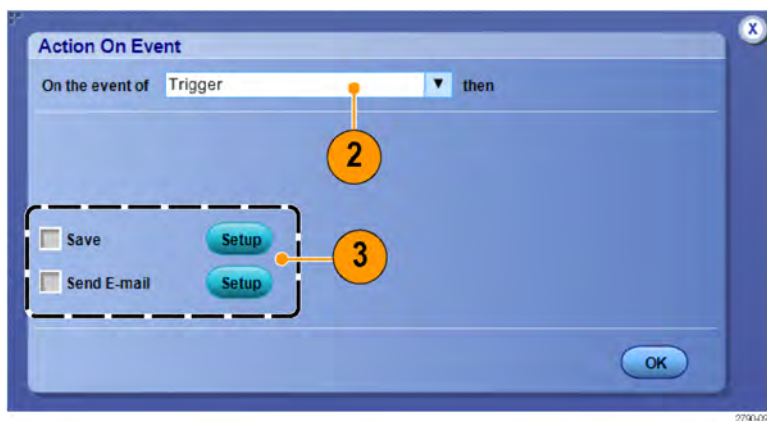 X
Action On Event
On the event of Trigger then
2
Save Setup
3
Send E-mail Setup
OK